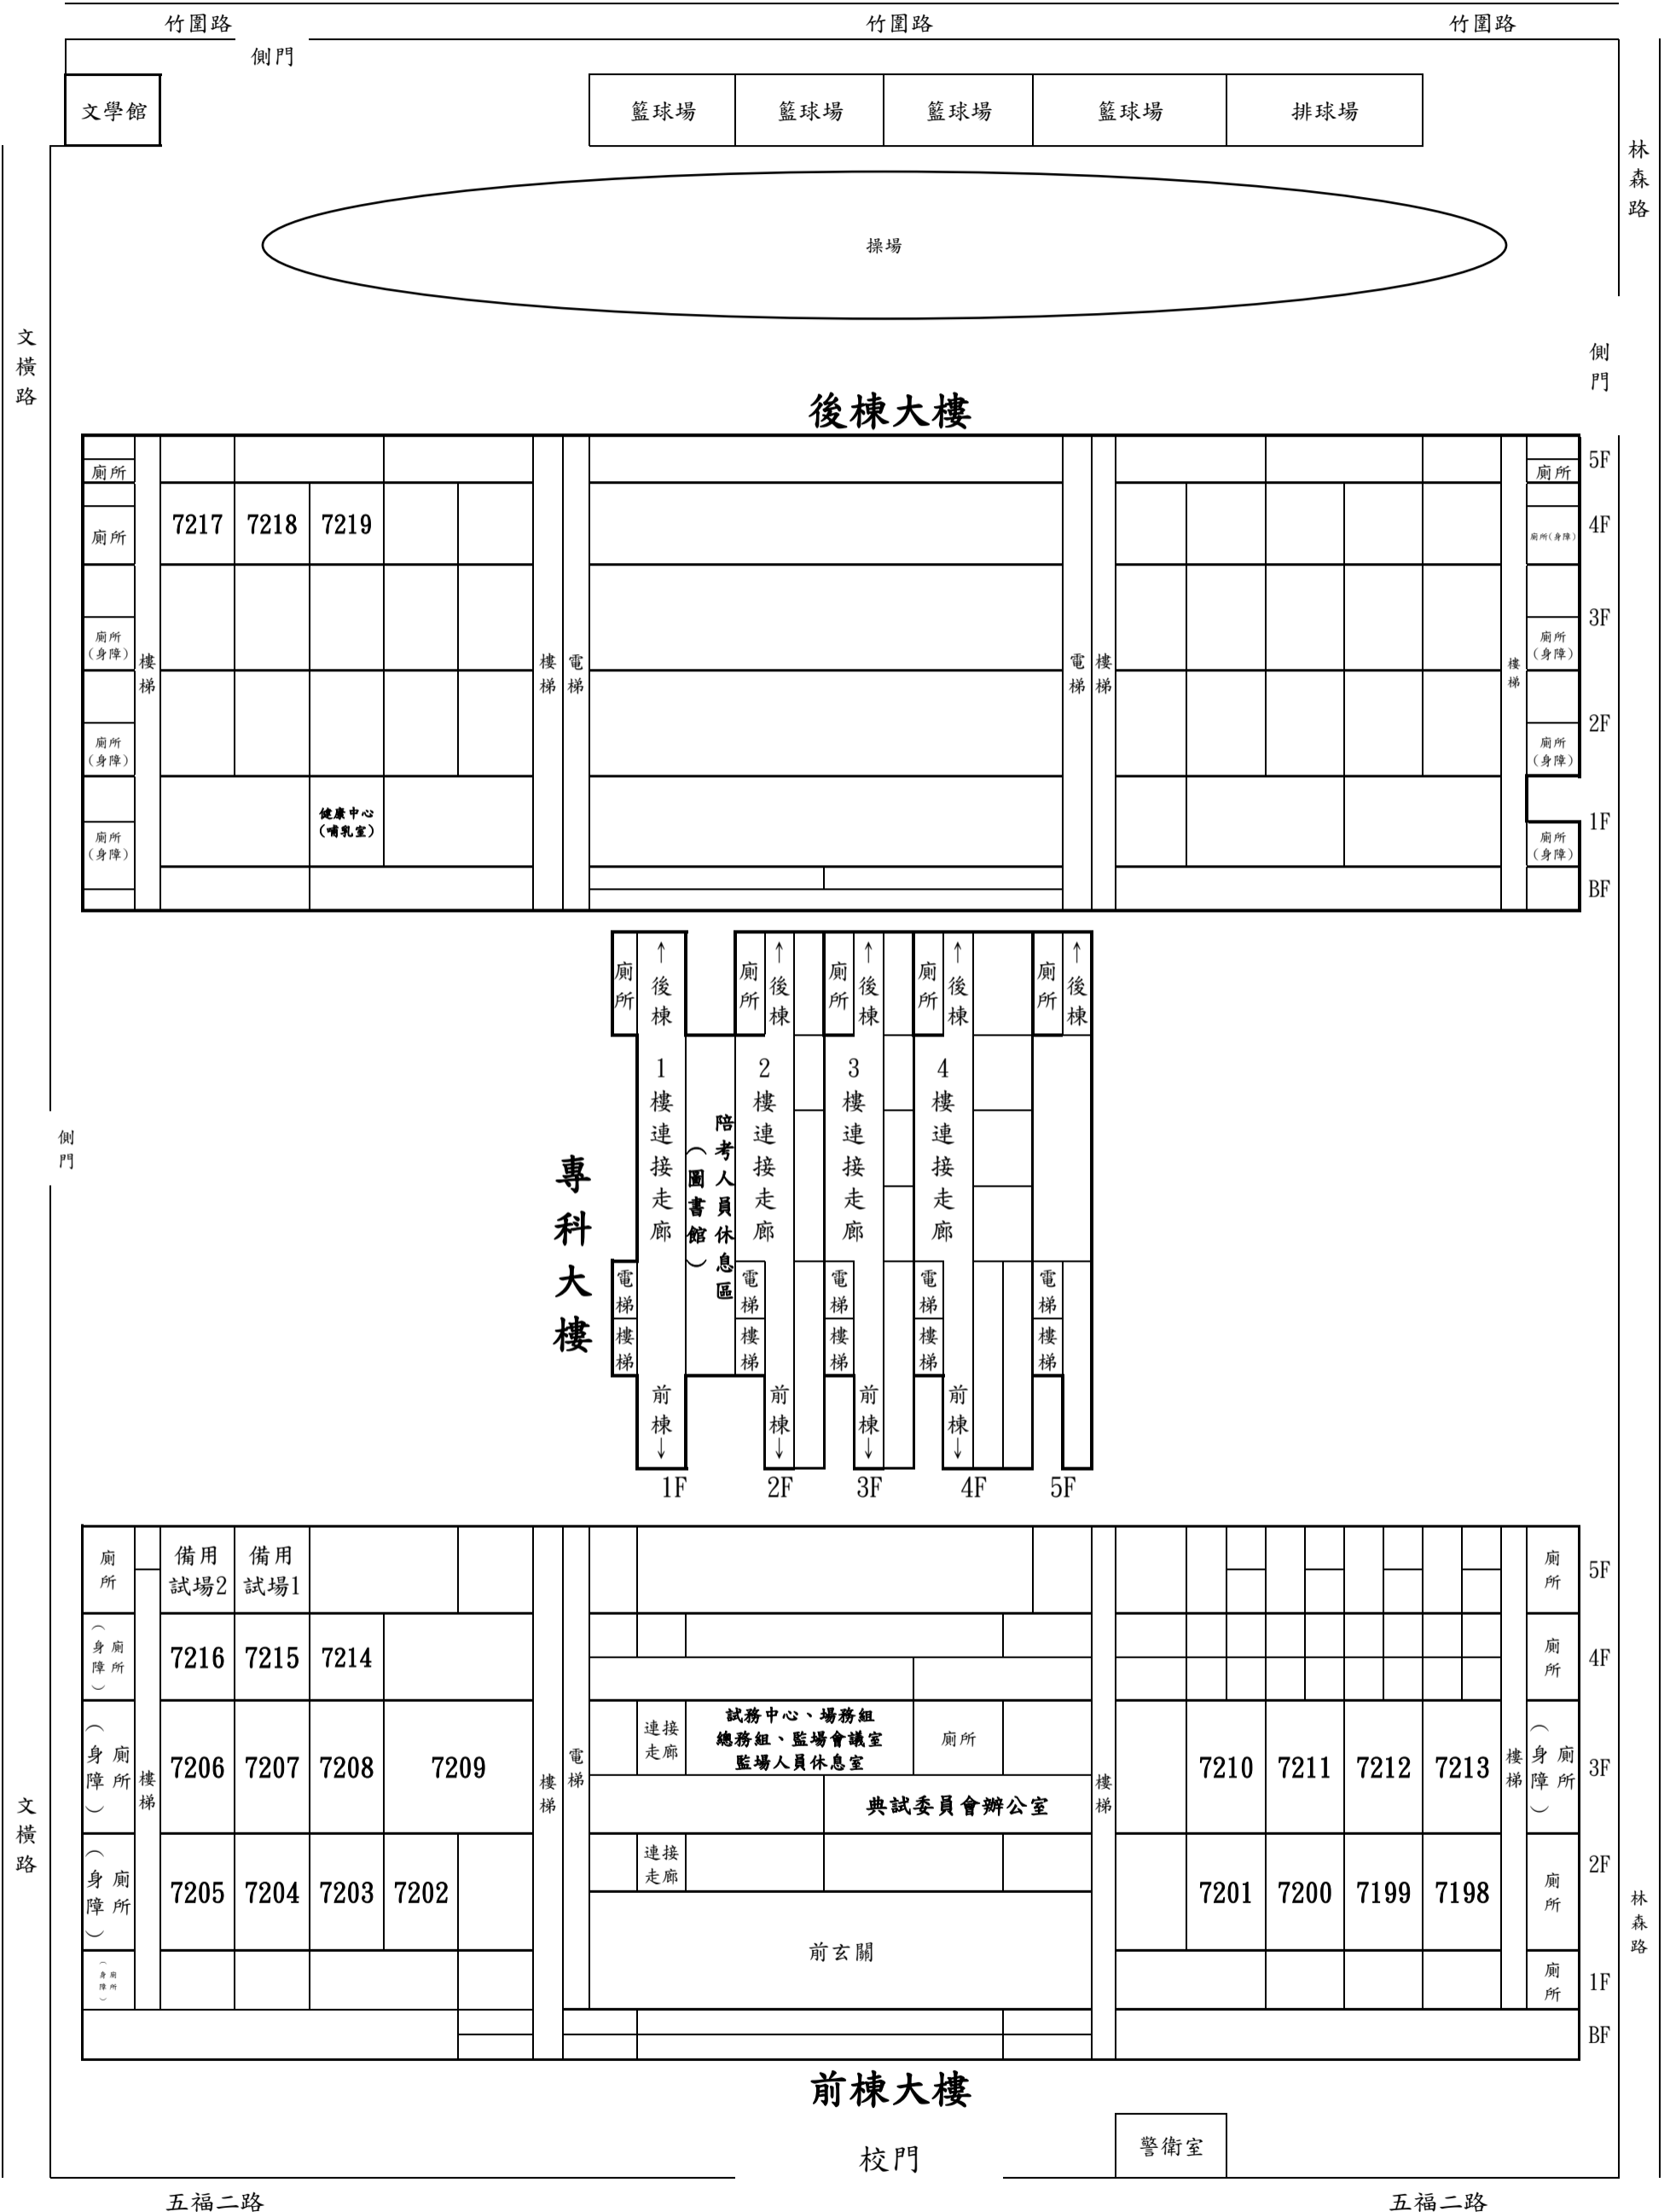 竹圍路 竹圍路 竹圍路
側門
文學館 籃球場 籃球場 籃球場 籃球場 排球場
林森路
操場
文橫路
側門
後棟大樓
5F
廁所 廁所
廁所 7217 7218 7219 廁所(身障) 4F
3F
廁所
(身障)
廁所
(身障)
樓梯 樓梯 電梯 電梯 樓梯 樓梯
2F
廁所
(身障)
廁所
(身障)
健康中心
(哺乳室)
1F
廁所
(身障)
廁所
(身障)
BF
廁所 ↑後棟 廁所 ↑後棟 廁所 ↑後棟 廁所 ↑後棟 廁所 ↑後棟
1樓連接走廊 2樓連接走廊 3樓連接走廊 4樓連接走廊
陪考人員休息區
(圖書館)
側門
專科大樓
電梯 電梯 電梯 電梯 電梯
樓梯 樓梯 樓梯 樓梯 樓梯
前棟↓ 前棟↓ 前棟↓ 前棟↓
1F 2F 3F 4F 5F
廁所 備用試場2 備用試場1 廁所 5F
廁所(身障) 7216 7215 7214 廁所 4F
廁所(身障) 7206 7207 7208 7209
連接走廊
試務中心、場務組
總務組、監場會議室
監場人員休息室
廁所
7210 7211 7212 7213 廁所(身障) 3F
樓梯 樓梯 電梯 樓梯 樓梯
典試委員會辦公室
文橫路
廁所(身障) 7205 7204 7203 7202
連接走廊
7201 7200 7199 7198 廁所 2F
林森路
前玄關
廁所(身障) 廁所 1F
BF
前棟大樓
警衛室
校門
五福二路 五福二路